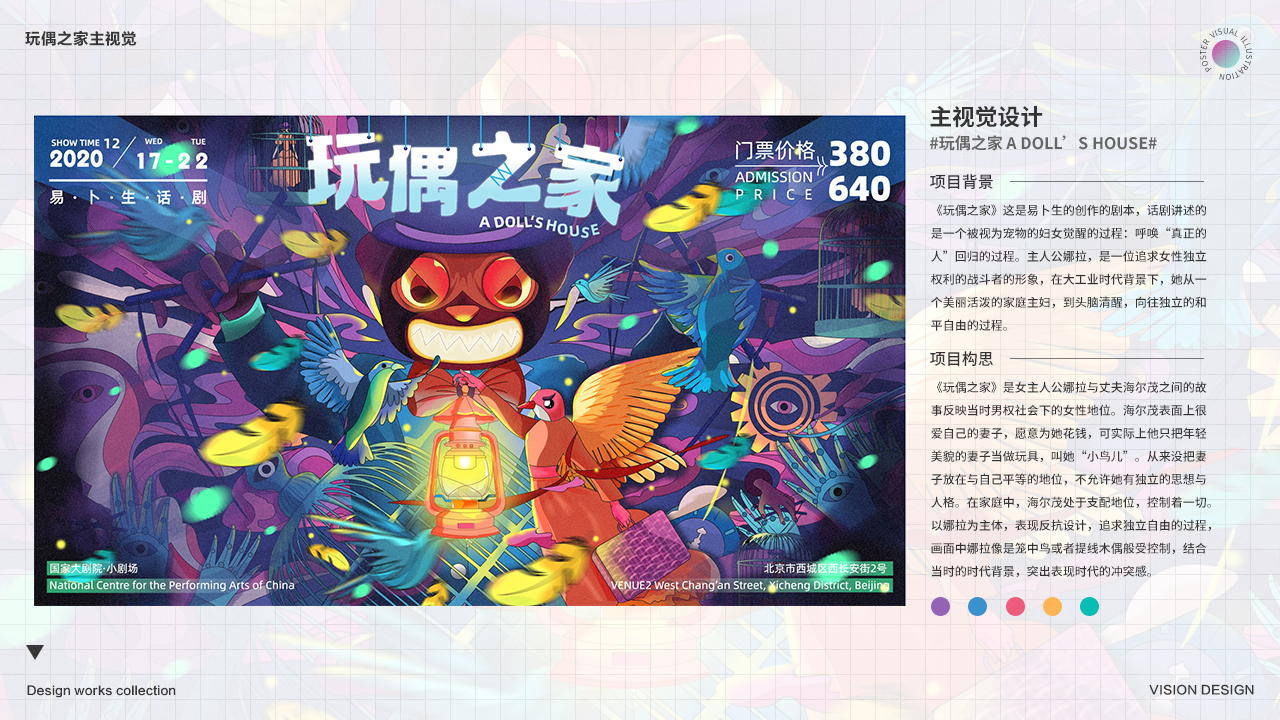 玩偶之家主视觉
POSTER VISUAL ILLUSTRATION
SHOW TIME 12
2020
WED TUE
17-22
易·卜·生·话·剧
玩偶之家
A DOLL'S HOUSE
门票价格
ADMISSION
PRICE
380
640
国家大剧院·小剧场
National Centre for the Performing Arts of China
北京市西城区西长安街2号
VENUE2 West Chang'an Street, Xicheng District, Beijing
主视觉设计
#玩偶之家 A DOLL’S HOUSE#
项目背景
《玩偶之家》这是易卜生的创作的剧本，话剧讲述的
是一个被视为宠物的妇女觉醒的过程：呼唤“真正的
人”回归的过程。主人公娜拉，是一位追求女性独立
权利的战斗者的形象，在大工业时代背景下，她从一
个美丽活泼的家庭主妇，到头脑清醒，向往独立的和
平自由的过程。
项目构思
《玩偶之家》是女主人公娜拉与丈夫海尔茂之间的故
事反映当时男权社会下的女性地位。海尔茂表面上很
爱自己的妻子，愿意为她花钱，可实际上他只把年轻
美貌的妻子当做玩具，叫她“小鸟儿”。从来没把妻
子放在与自己平等的地位，不允许她有独立的思想与
人格。在家庭中，海尔茂处于支配地位，控制着一切。
以娜拉为主体，表现反抗设计，追求独立自由的过程，
画面中娜拉像是笼中鸟或者提线木偶般受控制，结合
当时的时代背景，突出表现时代的冲突感。
Design works collection
VISION DESIGN